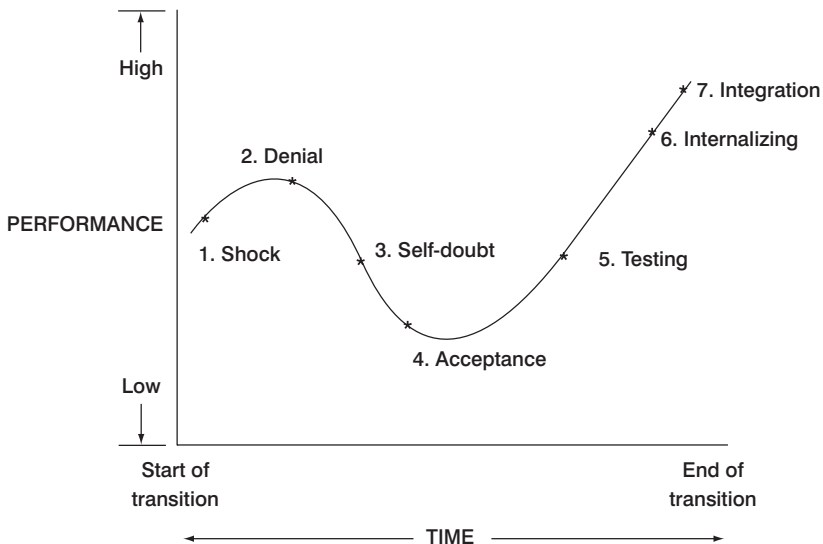 High
7. Integration
6. Internalizing
2. Denial
PERFORMANCE
1. Shock
3. Self-doubt
5. Testing
4. Acceptance
Low
Start of
transition
End of
transition
TIME